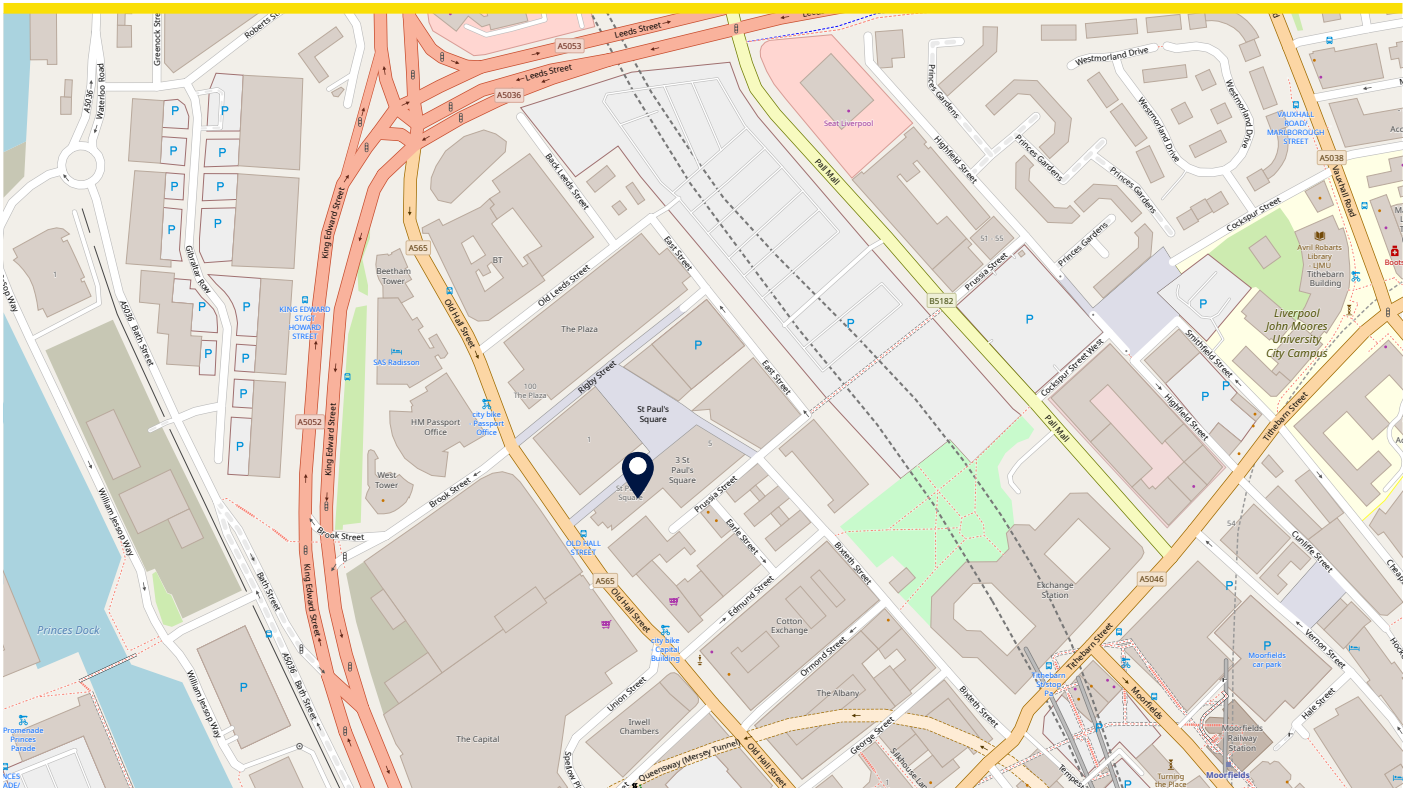 Greenock Street
Roberts St
Waterloo Road
A5036
A5053
Leeds Street
Leeds Street
A5036
Leeds
P
P
P
P
P
P
P
P
Back Leeds Street
Seat Liverpool
Pall Mall
Princes Gardens
Highfield Street
Princes Gardens
Princes Gardens
Princes Gardens
Westmorland Drive
Westmorland Drive
Westmorland Drive
VAUXHALL
ROAD/
MARLBOROUGH
STREET
A5038
Vauxhall Road
Cockspur Street
Avril Robarts
Library
LJMU
Tithebarn
Building
Boots
Liverpool
John Moores
University
City Campus
King Edward Street
A565
1
Gibraltar Row
BT
Beetham
Tower
East Street
Old Leeds Street
51 - 55
Prussia Street
B5182
P
P
P
P
P
P
P
P
P
P
Jessop Way
A5036
Bath Street
KING EDWARD
ST/G
HOWARD
STREET
Old Hall Street
The Plaza
SAS Radisson
Rigby Street
100
The Plaza
East Street
Smithfield Street
P
P
Cockspur Street West
Highfield Street
Pall Mall
Tithebarn Street
city bike
Passport
Office
HM Passport
Office
St Paul's
Square
1
5
3 St
Paul's
Square
A5052
King Edward Street
West
Tower
Brook Street
Brook Street
Prussia Street
Earle Street
OLD HALL
STREET
William Jessop Way
Bath Street
King Edward Street
A565
Old Hall Street
Edmund Street
Bixteth Street
Exchange
Station
A5046
54
Cunliffe Street
Princes Dock
A5036
Bath Street
William Jessop Way
P
city bike
Capital
Building
Cotton
Exchange
Ormond Street
The Albany
Union Street
Irwell
Chambers
The Capital
Bixteth Street
Tithebarn Street
Moorfields
P
P
Moorfields
car park
Vernon Street
Hale Street
Promenade
Princes
Parade
Queensway (Mersey Tunnel)
Old Hall Street
George Street
1
P
P
Moorfields
Railway
Station
Moorfields
Turning
the Place